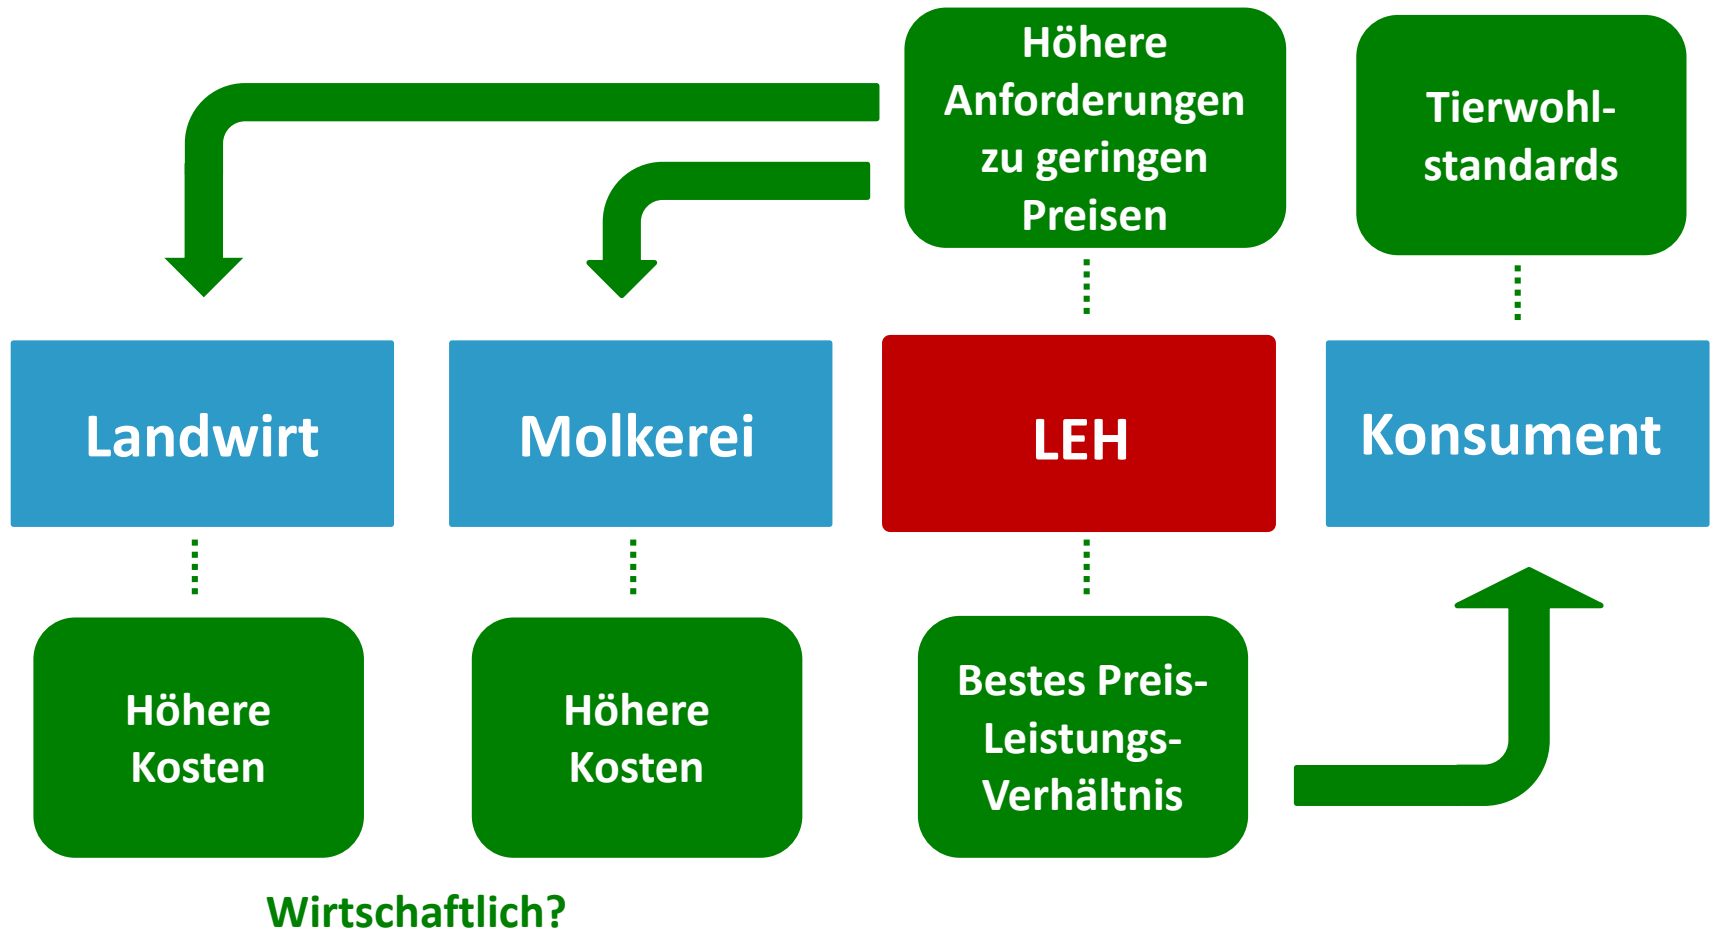 Höhere
Anforderungen
zu geringen
Preisen
Tierwohl-
standards
Landwirt
Molkerei
LEH
Konsument
Höhere
Kosten
Höhere
Kosten
Bestes Preis-
Leistungs-
Verhältnis
Wirtschaftlich?